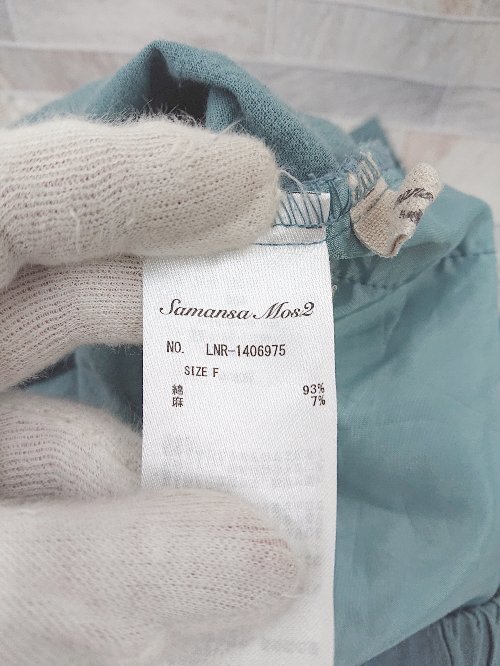 Samansa Mos2
NO. LNR-1406975
SIZE F
綿 93%
麻 7%